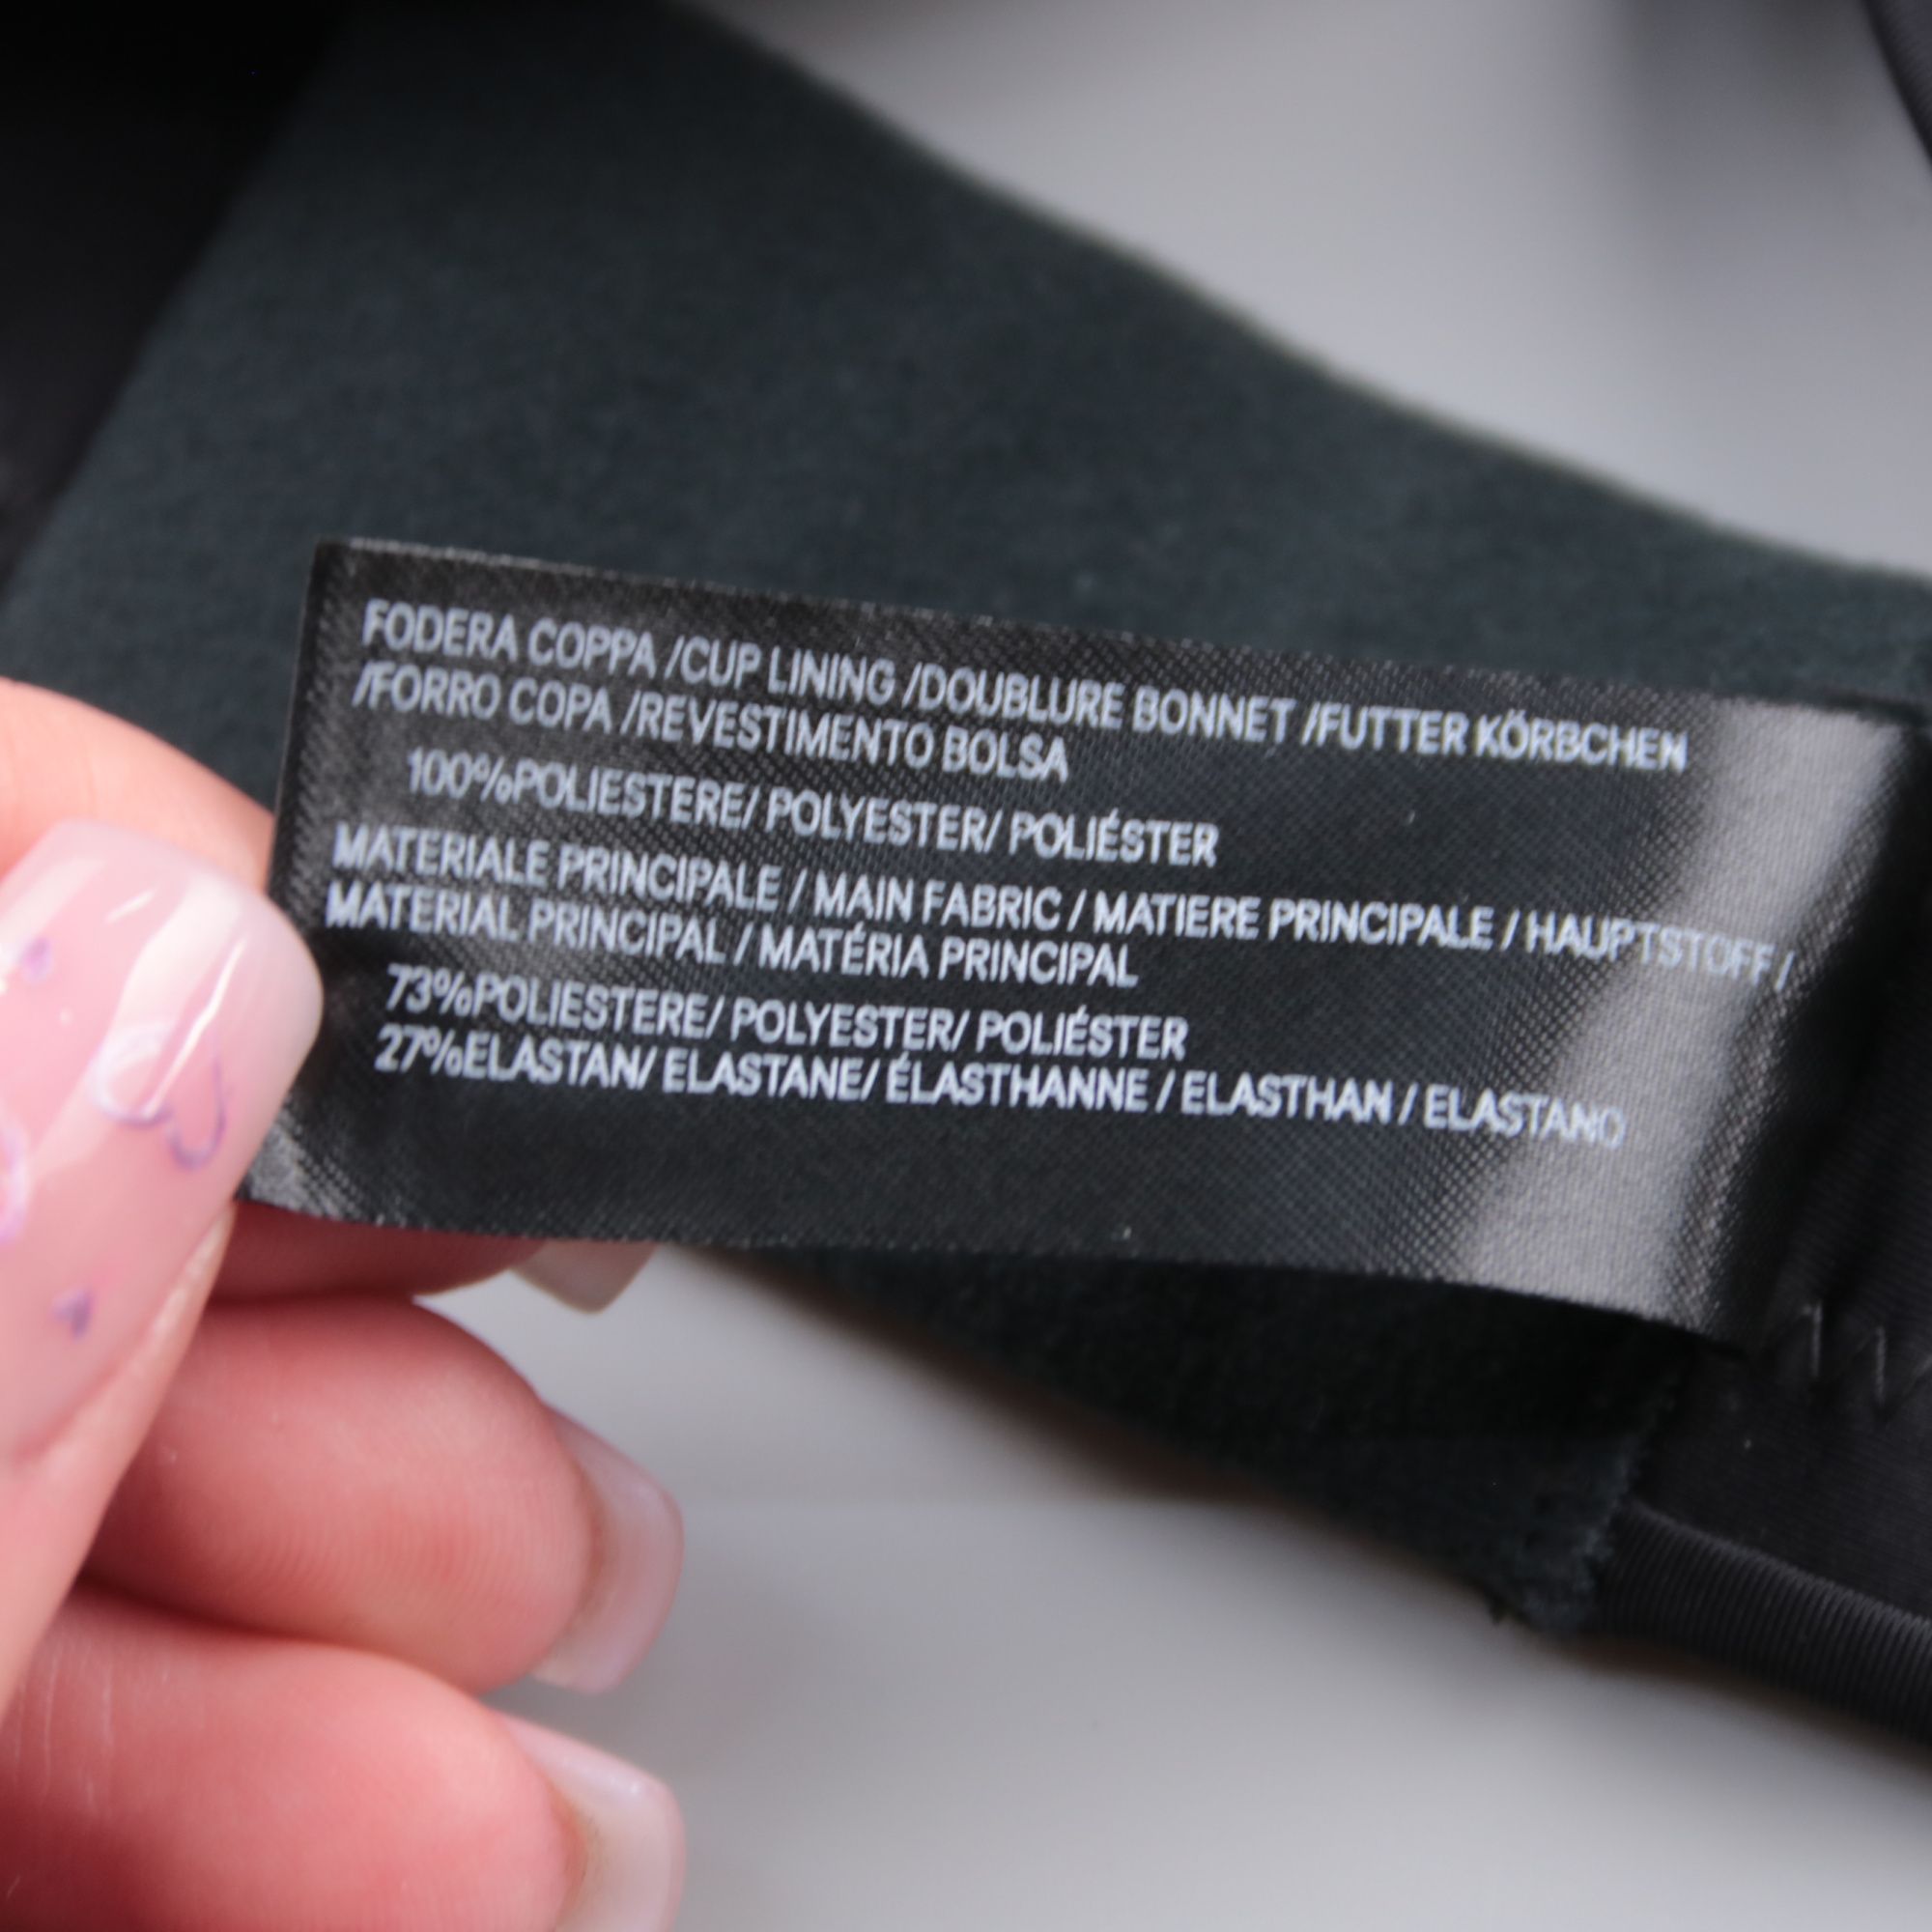 FODERA COPPA /CUP LINING /DOUBLURE BONNET /FUTTER KÖRBCHEN
/FORRO COPA /REVESTIMENTO BOLSA
100%POLIESTERE/ POLYESTER/ POLIÉSTER
MATERIALE PRINCIPALE / MAIN FABRIC / MATIERE PRINCIPALE / HAUPTSTOFF /
MATERIAL PRINCIPAL / MATÉRIA PRINCIPAL
73%POLIESTERE/ POLYESTER/ POLIÉSTER
27%ELASTAN/ ELASTANE/ ÉLASTHANNE / ELASTHAN / ELASTANO